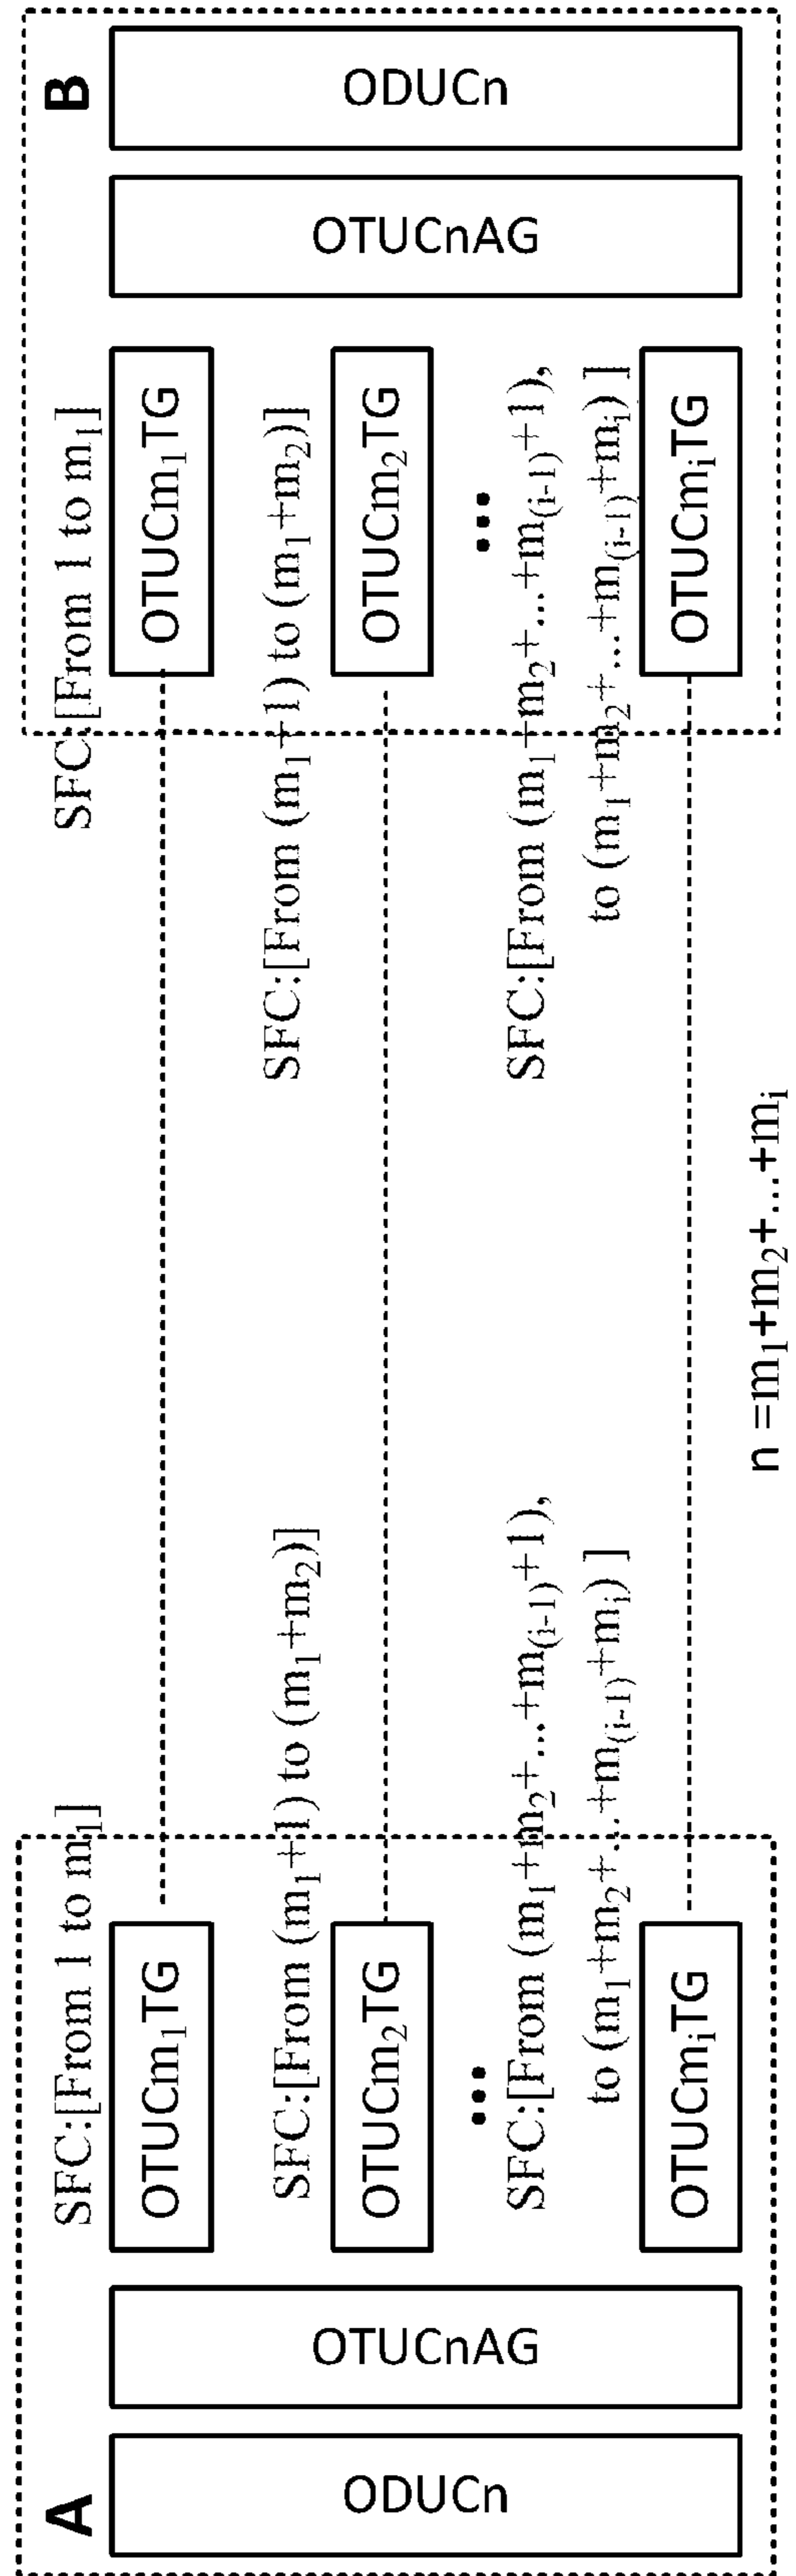 B
ODUCn
OTUCnAG
SFC:[From 1 to m₁]
OTUCm₁TG
SFC:[From (m₁+1) to (m₁+m₂)]
OTUCm₂TG
...
SFC:[From (m₁+m₂+...+m₍ᵢ₋₁₎+1),
to (m₁+m₂+...+m₍ᵢ₋₁₎+mᵢ) ]
OTUCmᵢTG
n =m₁+m₂+...+mᵢ
SFC:[From 1 to m₁]
OTUCm₁TG
SFC:[From (m₁+1) to (m₁+m₂)]
OTUCm₂TG
...
SFC:[From (m₁+m₂+...+m₍ᵢ₋₁₎+1),
to (m₁+m₂+...+m₍ᵢ₋₁₎+mᵢ) ]
OTUCmᵢTG
OTUCnAG
A
ODUCn